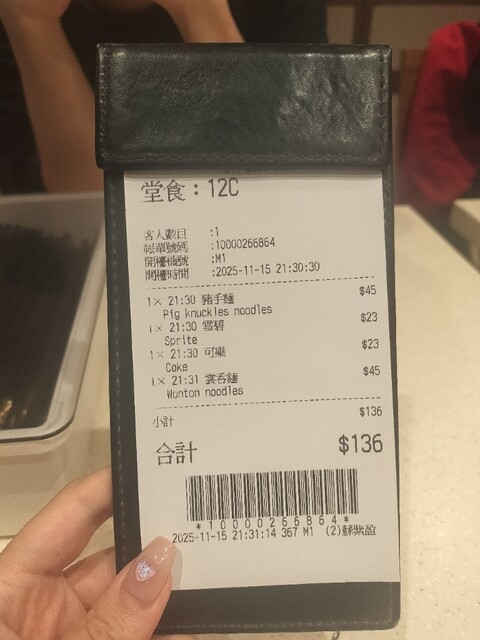 堂食：12C
客人數目 :1
帳單號碼 :10000266864
開檯機號 :M1
開檯時間 :2025-11-15 21:30:30
1× 21:30 豬手麵 $45
Pig knuckles noodles
1× 21:30 雪碧 $23
Sprite
1× 21:30 可樂 $23
Coke
1× 21:31 雲吞麵 $45
Wonton noodles
小計 $136
合計 $136
*10000266864*
2025-11-15 21:31:14 367 M1 (2)蘇紫盈